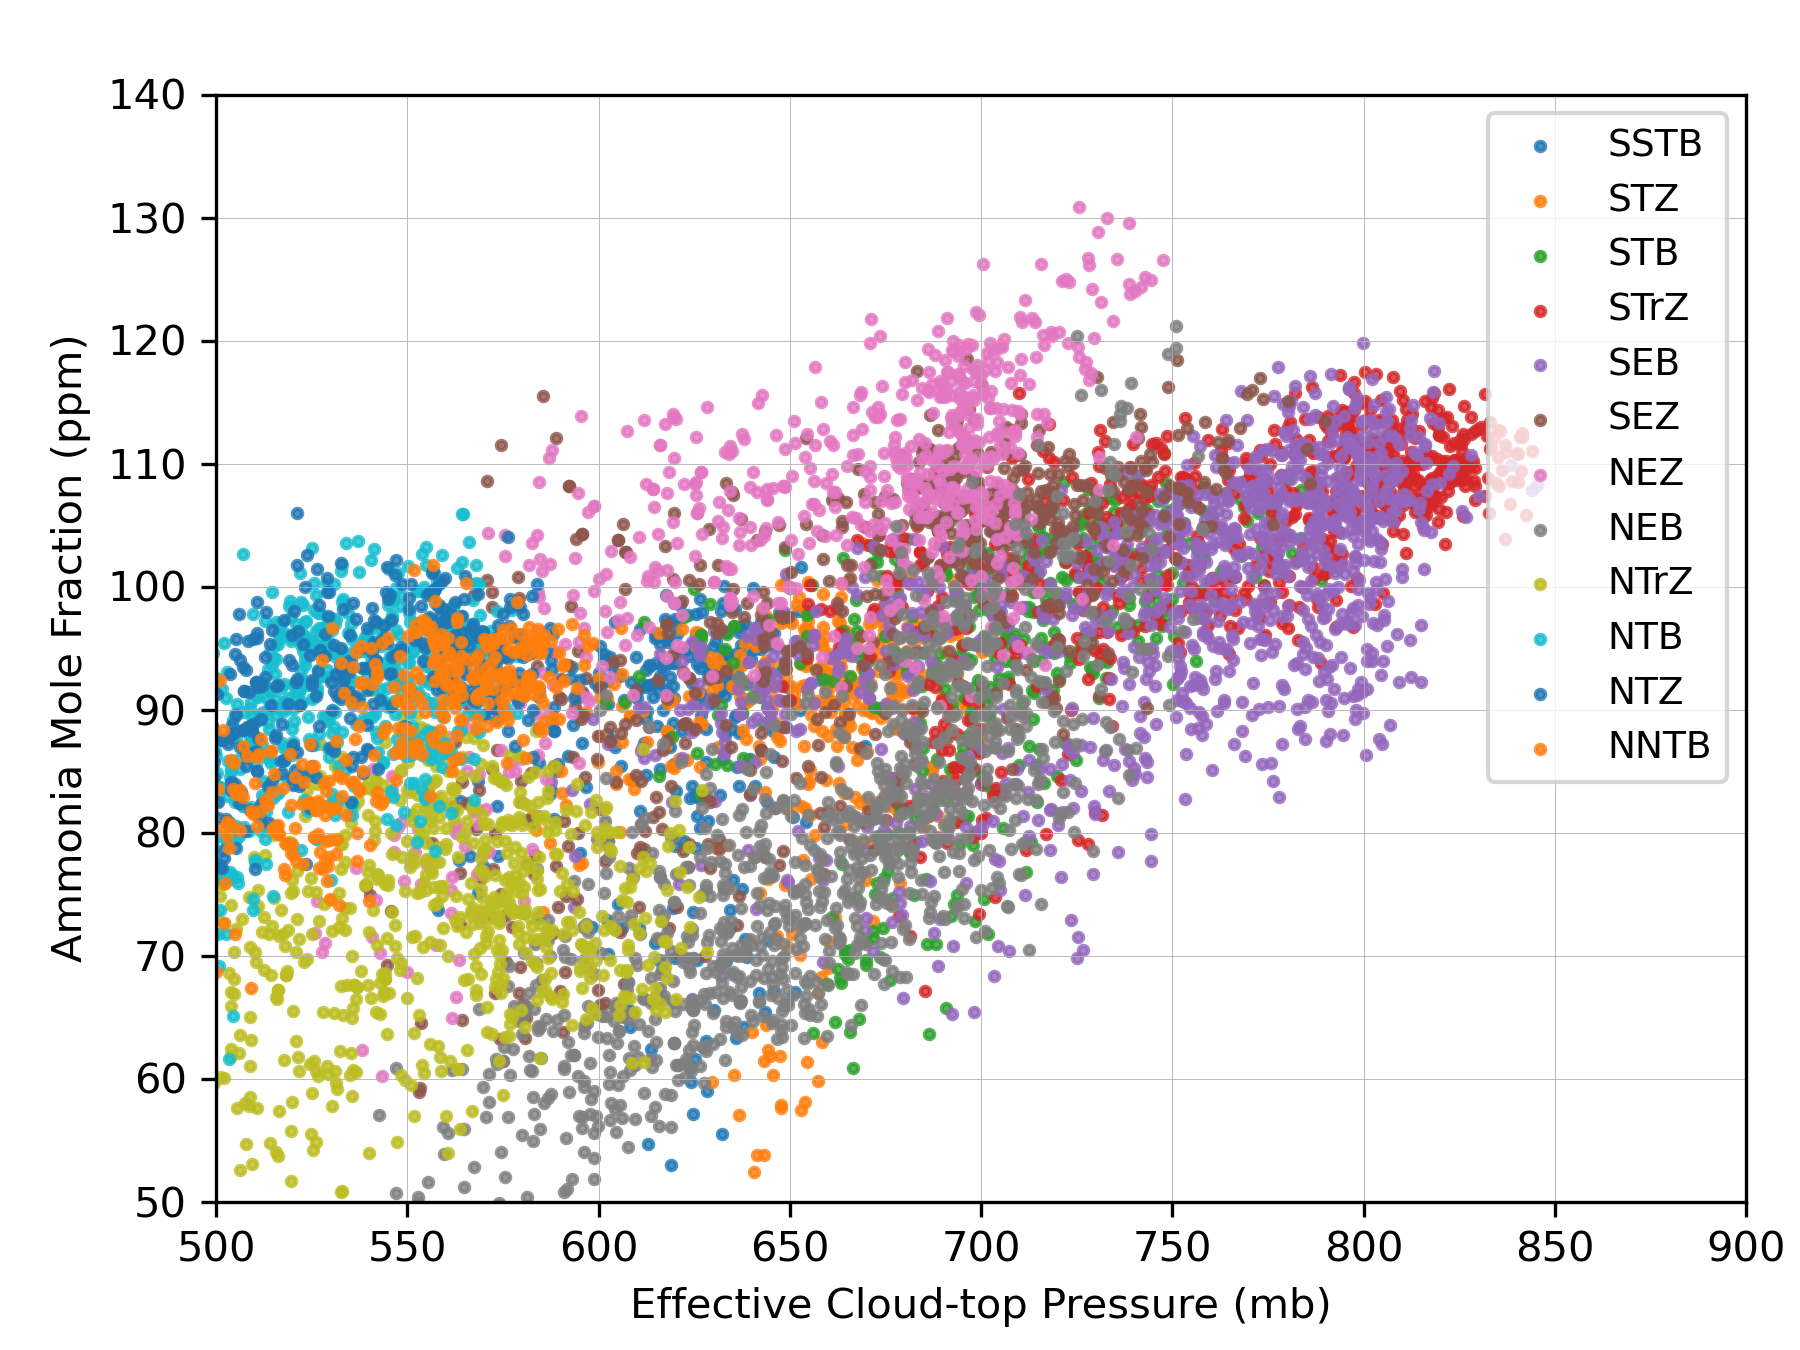 140
130
120
110
100
90
80
70
60
50
Ammonia Mole Fraction (ppm)
500 550 600 650 700 750 800 850 900
Effective Cloud-top Pressure (mb)
SSTB
STZ
STB
STrZ
SEB
SEZ
NEZ
NEB
NTrZ
NTB
NTZ
NNTB